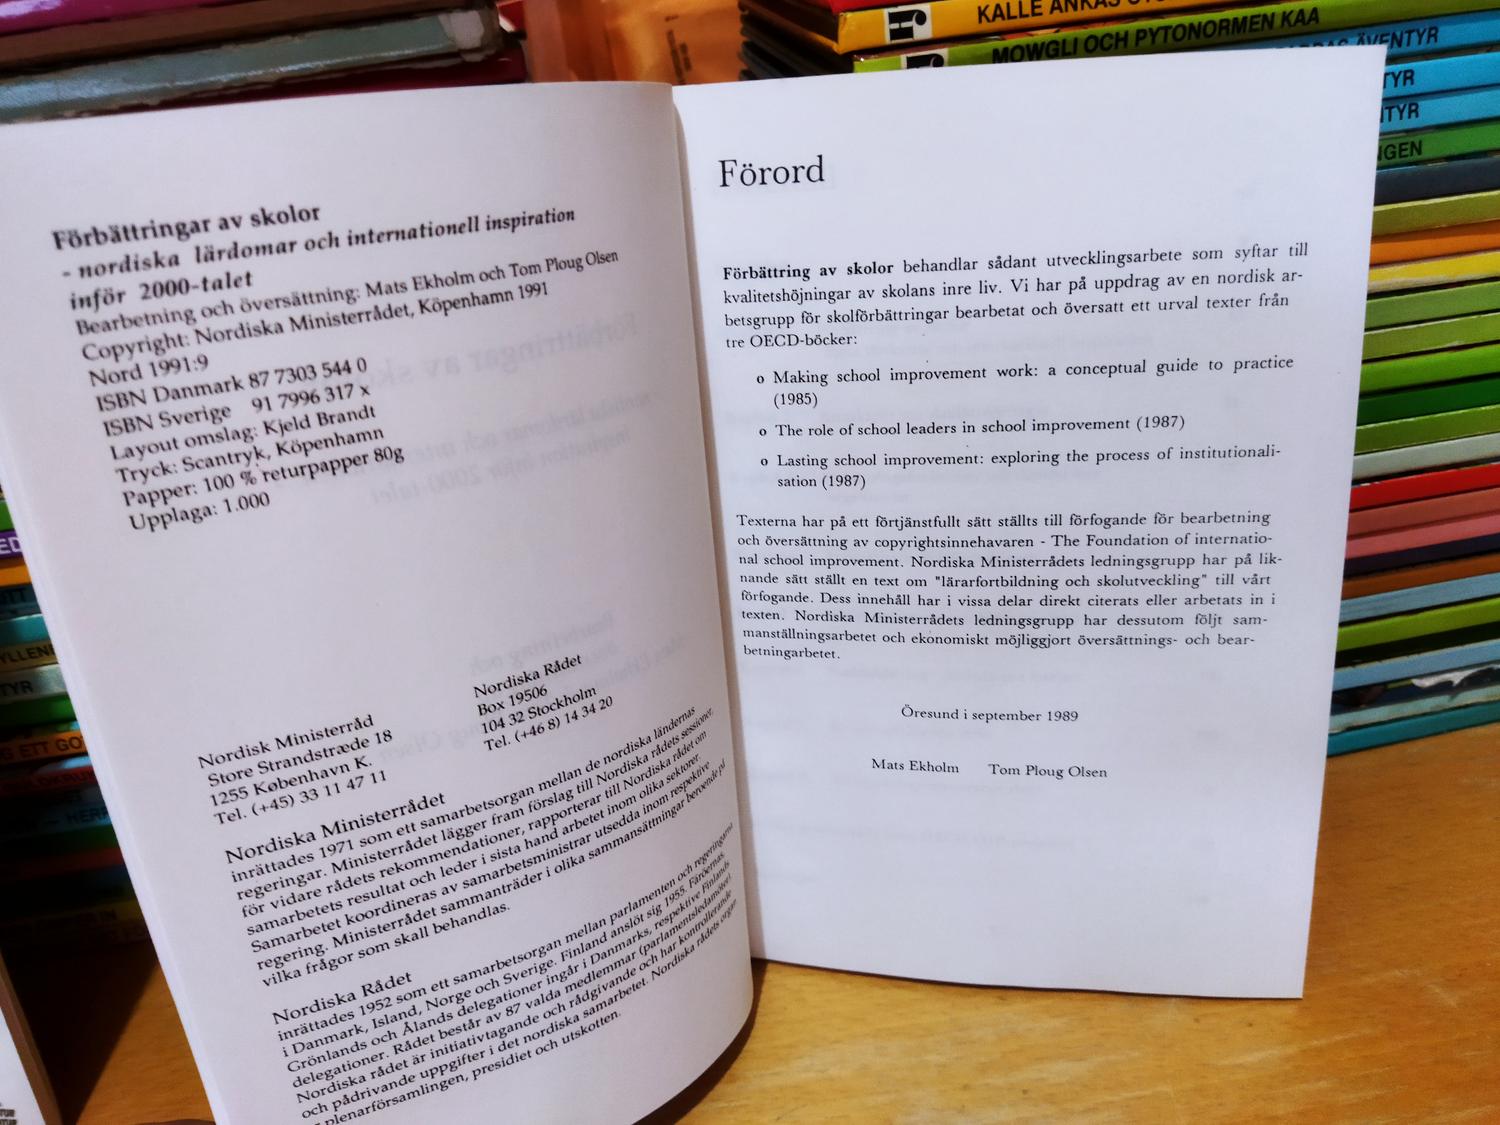 Förbättringar av skolor
- nordiska lärdomar och internationell inspiration
inför 2000-talet
Bearbetning och översättning: Mats Ekholm och Tom Ploug Olsen
Copyright: Nordiska Ministerrådet, Köpenhamn 1991
Nord 1991:9
ISBN Danmark 87 7303 544 0
ISBN Sverige 91 7996 317 x
Layout omslag: Kjeld Brandt
Tryck: Scantryk, Köpenhamn
Papper: 100 % returpapper 80g
Upplaga: 1.000
Nordisk Ministerråd
Store Strandstræde 18
1255 København K.
Tel. (+45) 33 11 47 11
Nordiska Rådet
Box 19506
104 32 Stockholm
Tel. (+46 8) 14 34 20
Nordiska Ministerrådet
inrättades 1971 som ett samarbetsorgan mellan de nordiska ländernas
regeringar. Ministerrådet lägger fram förslag till Nordiska rådets sessioner,
för vidare rådets rekommendationer, rapporterar till Nordiska rådet om
samarbetets resultat och leder i sista hand arbetet inom olika sektorer.
Samarbetet koordineras av samarbetsministrar utsedda inom respektive
regering. Ministerrådet sammanträder i olika sammansättningar beroende på
vilka frågor som skall behandlas.
Nordiska Rådet
inrättades 1952 som ett samarbetsorgan mellan parlamenten och regeringarna
i Danmark, Island, Norge och Sverige. Finland anslöt sig 1955. Färöernas,
Grönlands och Ålands delegationer ingår i Danmarks, respektive Finlands
delegationer. Rådet består av 87 valda medlemmar (parlamentsledamöter).
Nordiska rådet är initiativtagande och rådgivande och har kontrollerande
och pådrivande uppgifter i det nordiska samarbetet. Nordiska rådets organ
plenarförsamlingen, presidiet och utskotten.
Förord
Förbättring av skolor behandlar sådant utvecklingsarbete som syftar till
kvalitetshöjningar av skolans inre liv. Vi har på uppdrag av en nordisk ar-
betsgrupp för skolförbättringar bearbetat och översatt ett urval texter från
tre OECD-böcker:
o Making school improvement work: a conceptual guide to practice
(1985)
o The role of school leaders in school improvement (1987)
o Lasting school improvement: exploring the process of institutionali-
sation (1987)
Texterna har på ett förtjänstfullt sätt ställts till förfogande för bearbetning
och översättning av copyrightsinnehavaren - The Foundation of internatio-
nal school improvement. Nordiska Ministerrådets ledningsgrupp har på lik-
nande sätt ställt en text om "lärarfortbildning och skolutveckling" till vårt
förfogande. Dess innehåll har i vissa delar direkt citerats eller arbetats in i
texten. Nordiska Ministerrådets ledningsgrupp har dessutom följt sam-
manställningsarbetet och ekonomiskt möjliggjort översättnings- och bear-
betningarbetet.
Öresund i september 1989
Mats Ekholm Tom Ploug Olsen
KALLE ANKAS
MOWGLI OCH PYTONORMEN KAA
ÄVENTYR